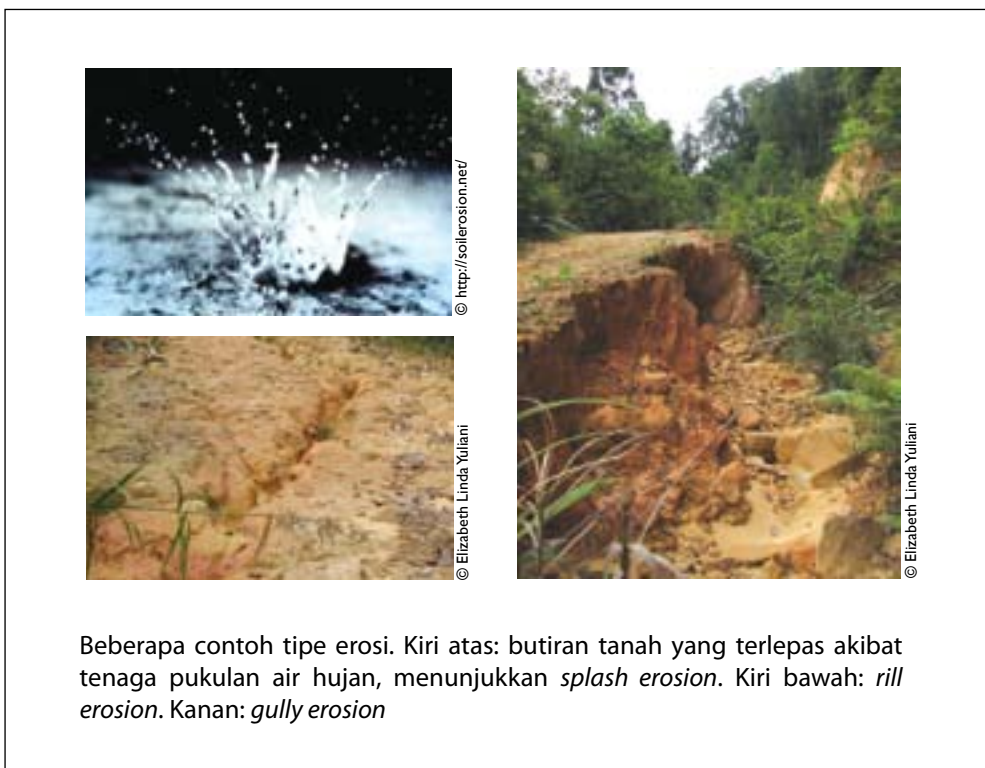 © http://soilerosion.net/
© Elizabeth Linda Yuliani
© Elizabeth Linda Yuliani
Beberapa contoh tipe erosi. Kiri atas: butiran tanah yang terlepas akibat
tenaga pukulan air hujan, menunjukkan splash erosion. Kiri bawah: rill
erosion. Kanan: gully erosion